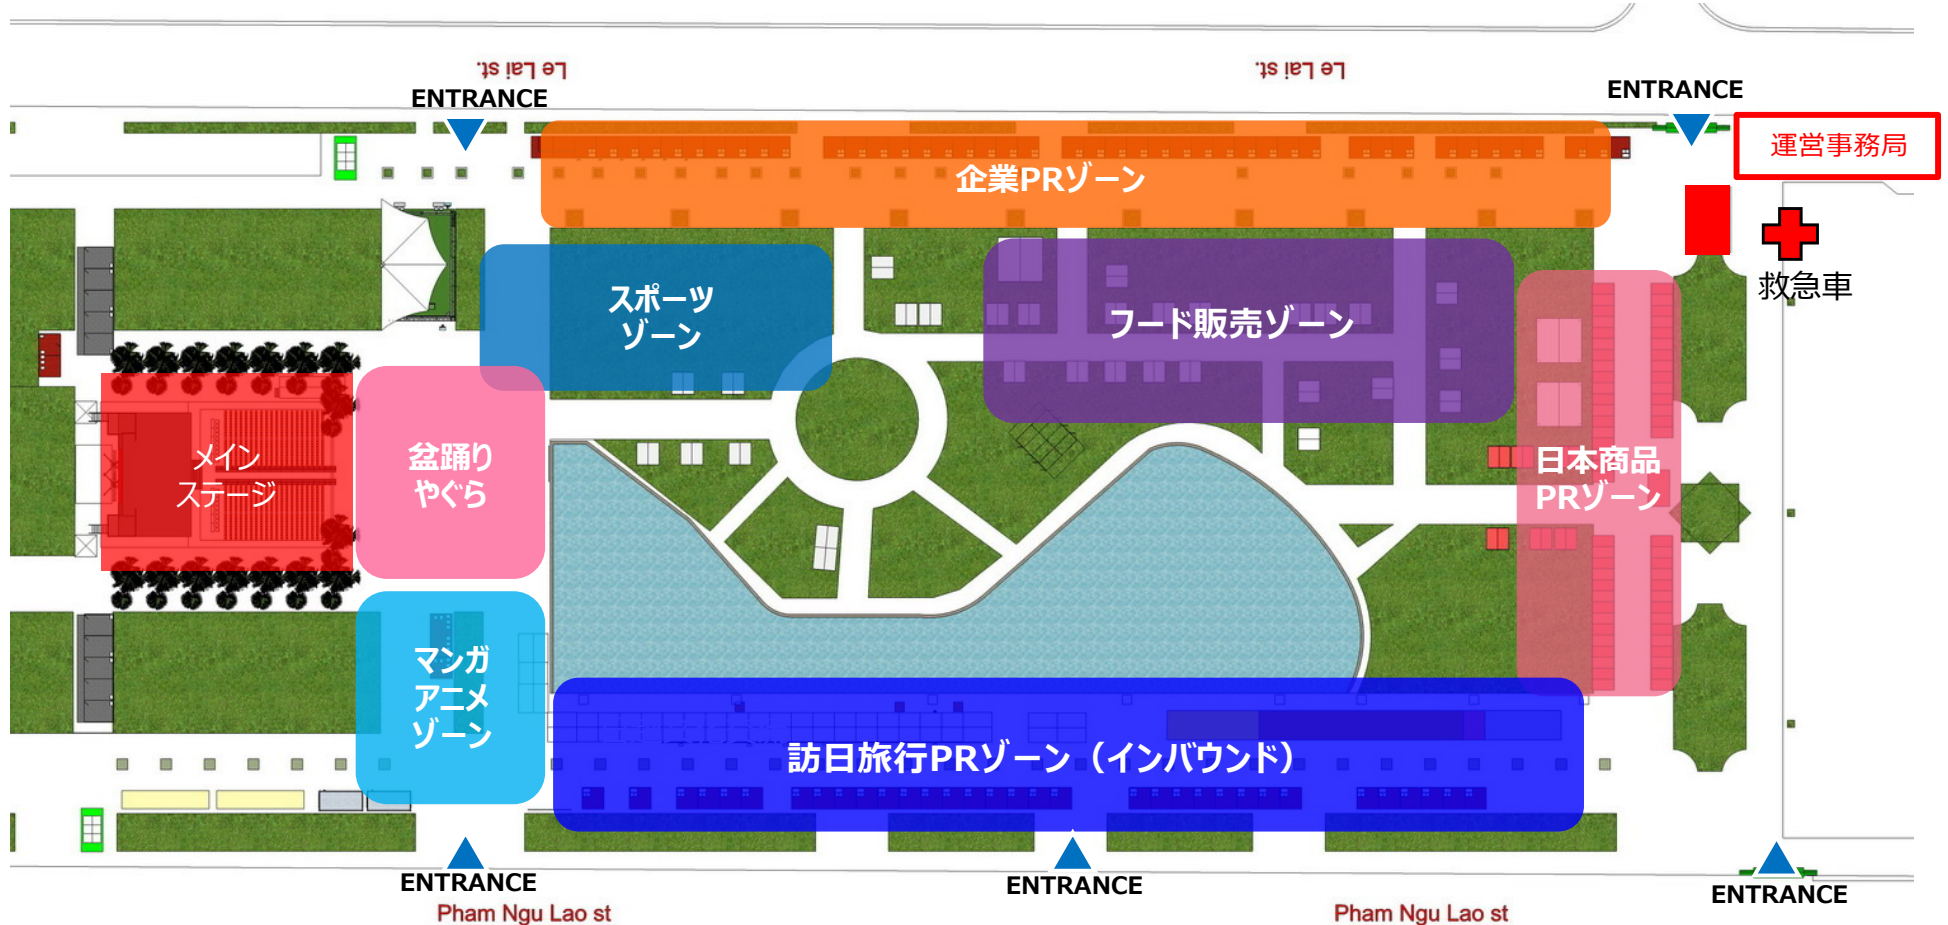 Le Lai st.
Le Lai st.
ENTRANCE
ENTRANCE
運営事務局
企業PRゾーン
救急車
スポーツ
ゾーン
フード販売ゾーン
メイン
ステージ
盆踊り
やぐら
日本商品
PRゾーン
マンガ
アニメ
ゾーン
訪日旅行PRゾーン（インバウンド）
ENTRANCE
ENTRANCE
ENTRANCE
Pham Ngu Lao st
Pham Ngu Lao st